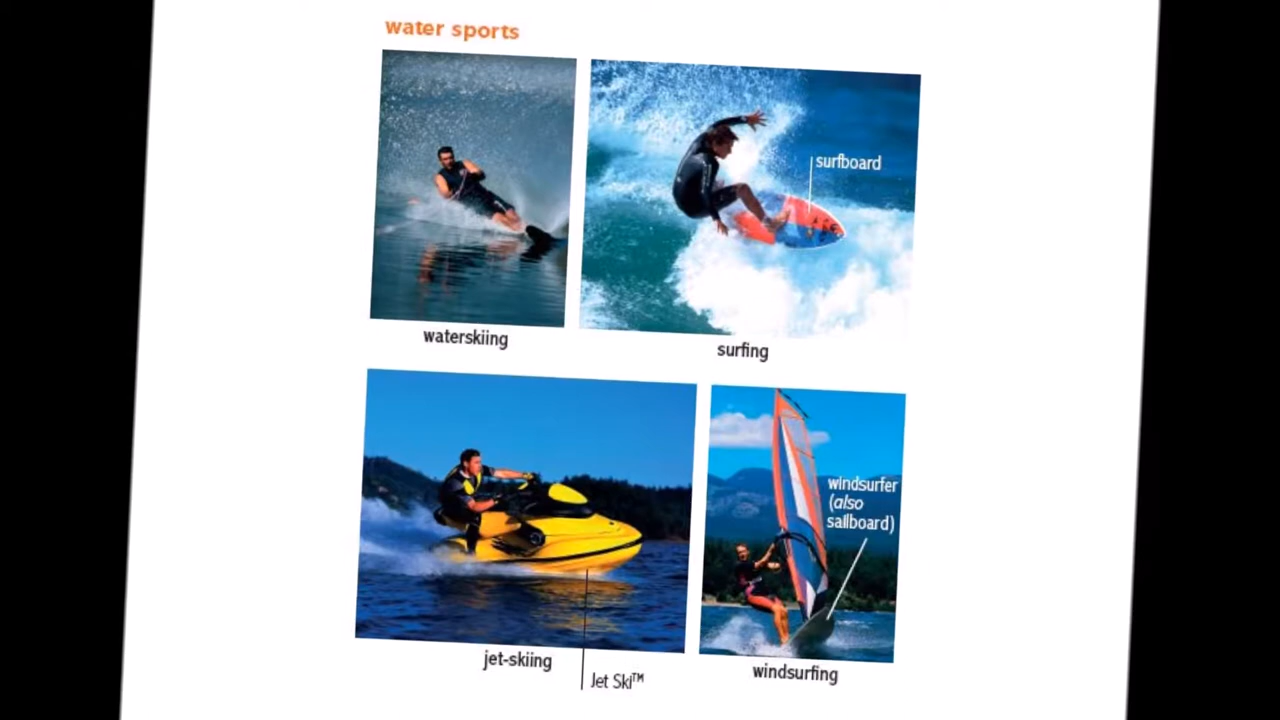 water sports
surfboard
waterskiing
surfing
windsurfer
(also
sailboard)
jet-skiing
Jet Ski™
windsurfing